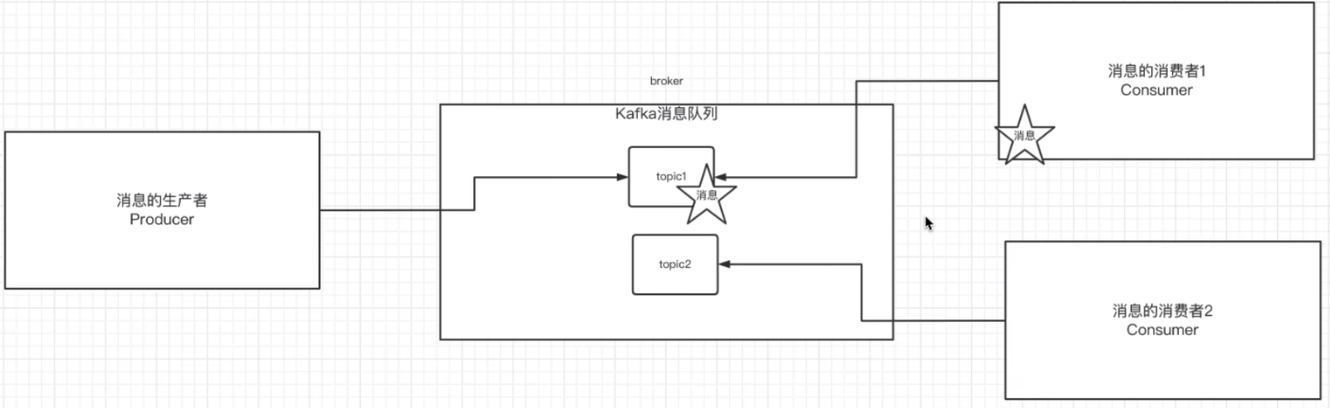 消息的生产者
Producer
broker
Kafka消息队列
topic1
消息
topic2
消息的消费者1
Consumer
消息
消息的消费者2
Consumer